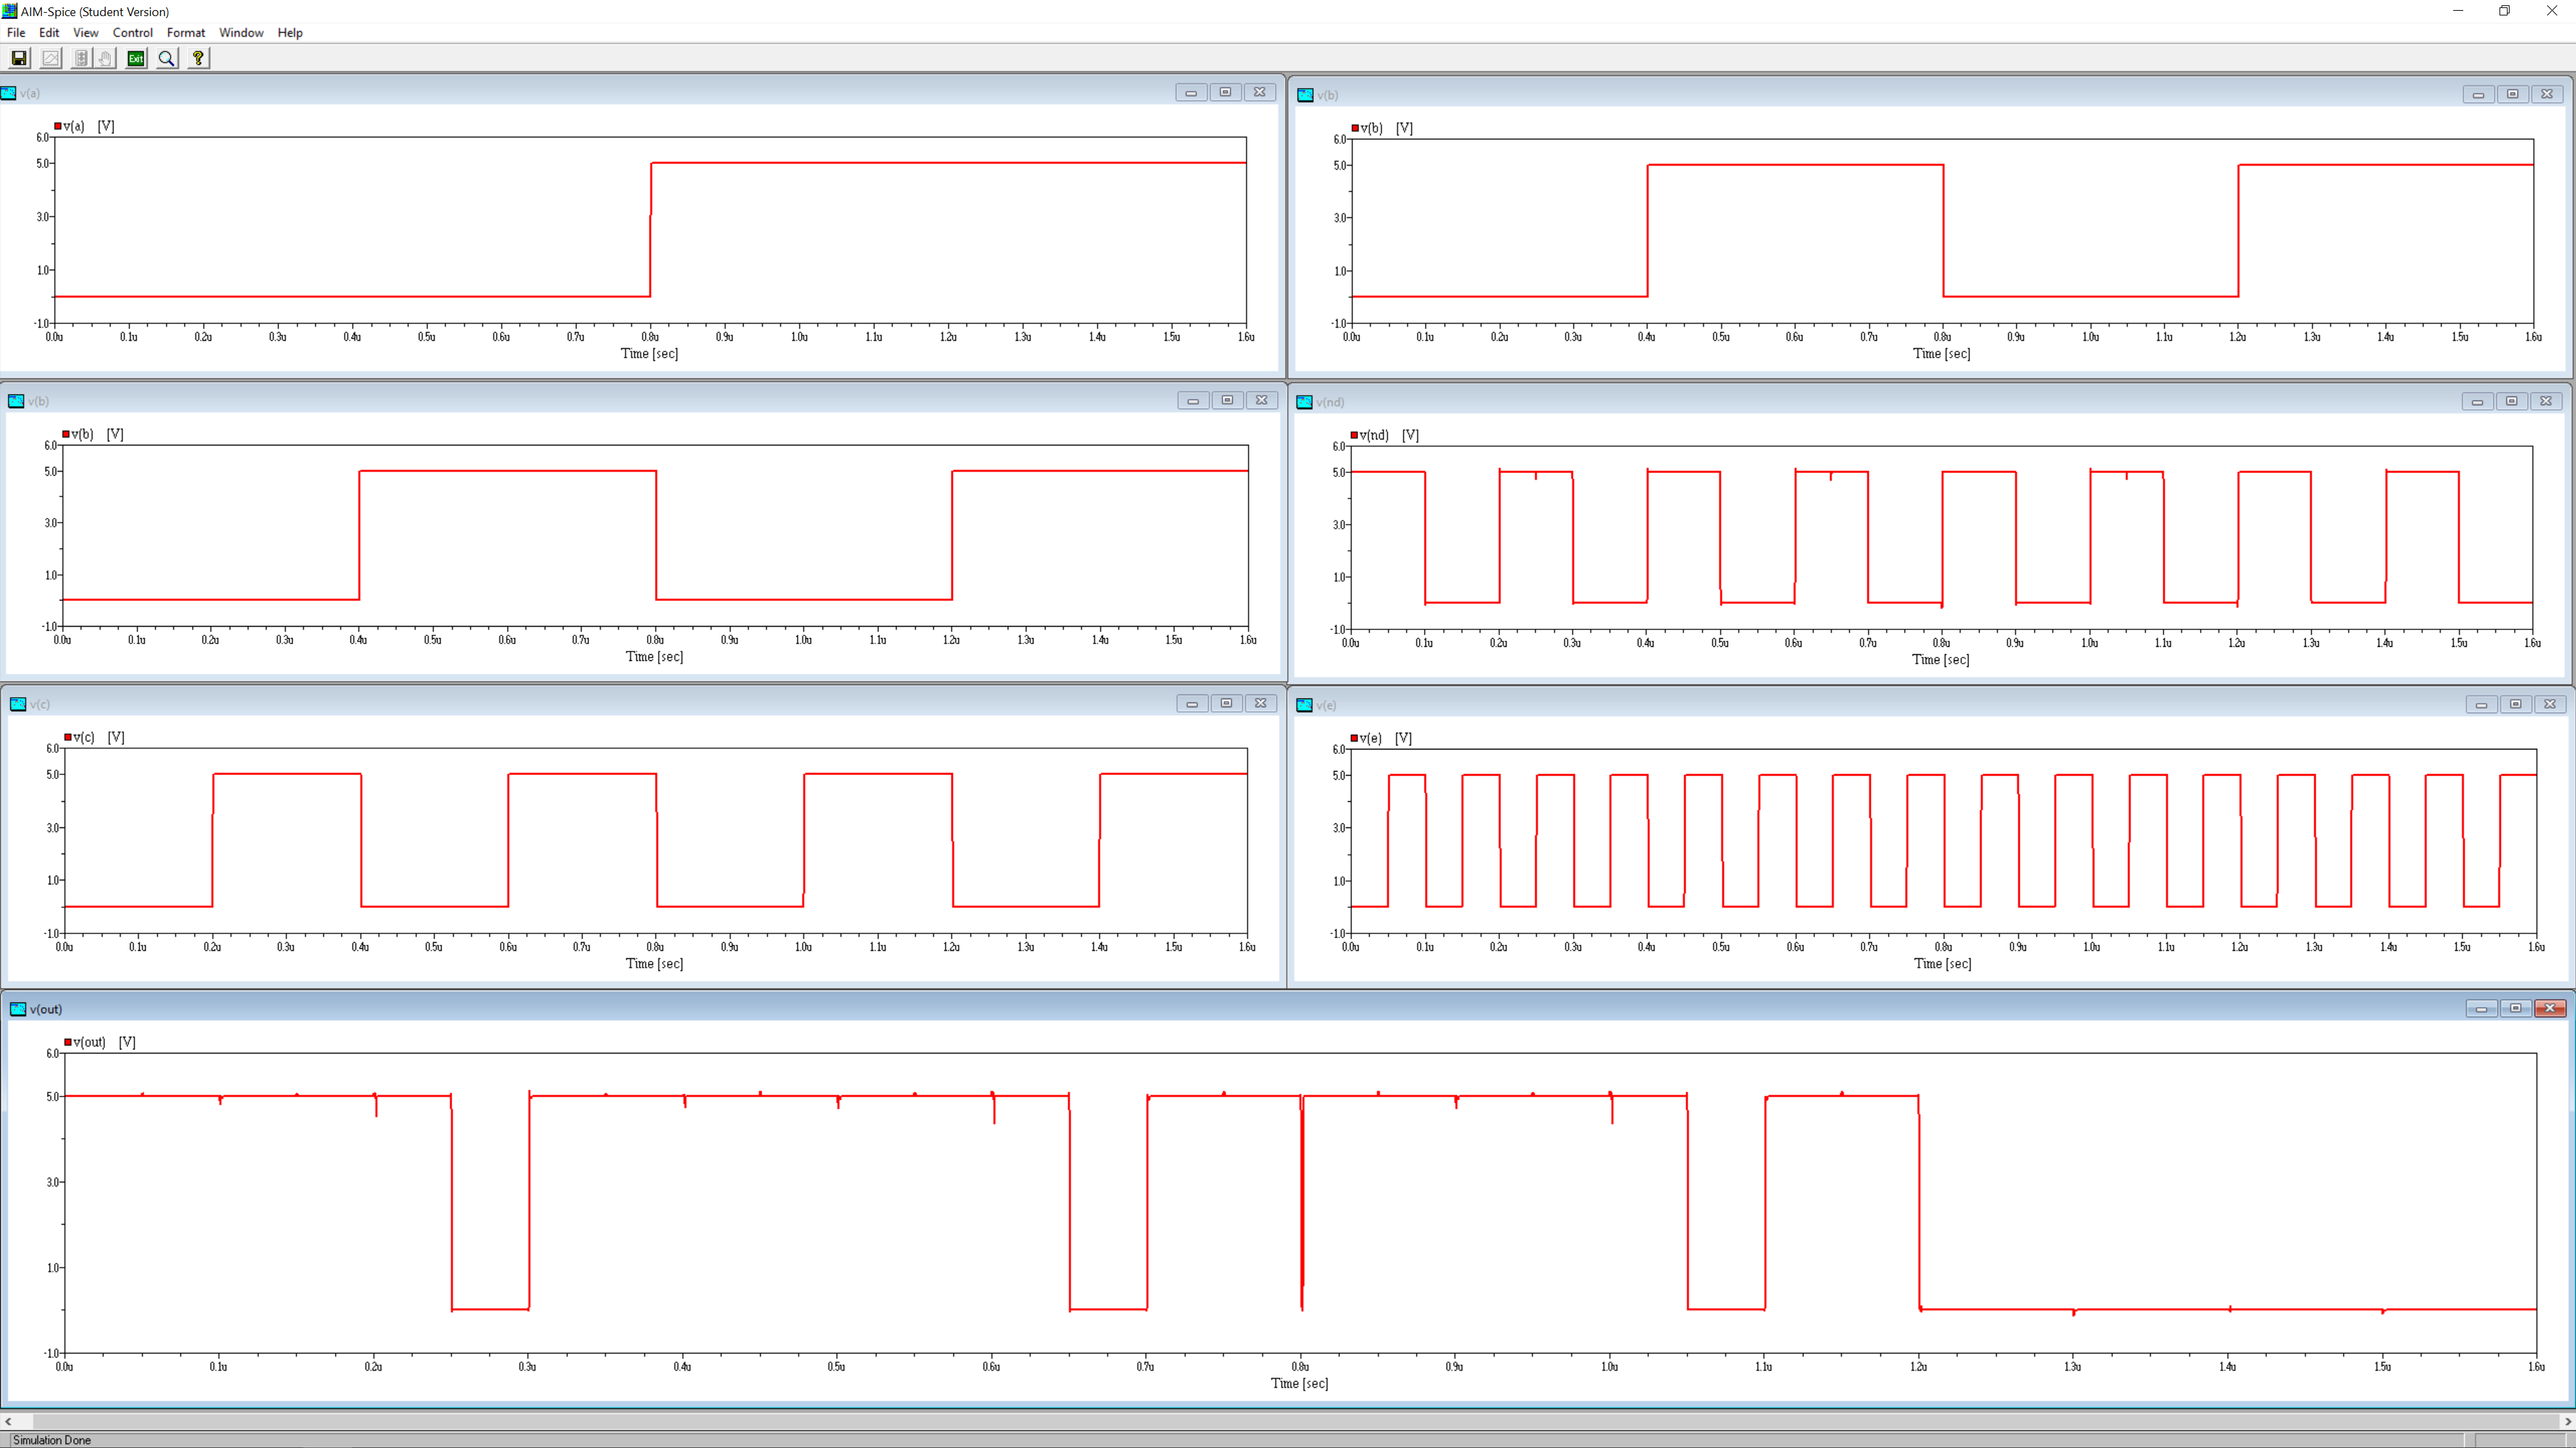 AIM-Spice (Student Version)
File Edit View Control Format Window Help
Exit
v(a)
v(a) [V]
6.0
5.0
3.0
1.0
-1.0
0.0u 0.1u 0.2u 0.3u 0.4u 0.5u 0.6u 0.7u 0.8u 0.9u 1.0u 1.1u 1.2u 1.3u 1.4u 1.5u 1.6u
Time [sec]
v(b)
v(b) [V]
6.0
5.0
3.0
1.0
-1.0
0.0u 0.1u 0.2u 0.3u 0.4u 0.5u 0.6u 0.7u 0.8u 0.9u 1.0u 1.1u 1.2u 1.3u 1.4u 1.5u 1.6u
Time [sec]
v(b)
v(b) [V]
6.0
5.0
3.0
1.0
-1.0
0.0u 0.1u 0.2u 0.3u 0.4u 0.5u 0.6u 0.7u 0.8u 0.9u 1.0u 1.1u 1.2u 1.3u 1.4u 1.5u 1.6u
Time [sec]
v(nd)
v(nd) [V]
6.0
5.0
3.0
1.0
-1.0
0.0u 0.1u 0.2u 0.3u 0.4u 0.5u 0.6u 0.7u 0.8u 0.9u 1.0u 1.1u 1.2u 1.3u 1.4u 1.5u 1.6u
Time [sec]
v(c)
v(c) [V]
6.0
5.0
3.0
1.0
-1.0
0.0u 0.1u 0.2u 0.3u 0.4u 0.5u 0.6u 0.7u 0.8u 0.9u 1.0u 1.1u 1.2u 1.3u 1.4u 1.5u 1.6u
Time [sec]
v(e)
v(e) [V]
6.0
5.0
3.0
1.0
-1.0
0.0u 0.1u 0.2u 0.3u 0.4u 0.5u 0.6u 0.7u 0.8u 0.9u 1.0u 1.1u 1.2u 1.3u 1.4u 1.5u 1.6u
Time [sec]
v(out)
v(out) [V]
6.0
5.0
3.0
1.0
-1.0
0.0u 0.1u 0.2u 0.3u 0.4u 0.5u 0.6u 0.7u 0.8u 0.9u 1.0u 1.1u 1.2u 1.3u 1.4u 1.5u 1.6u
Time [sec]
Simulation Done